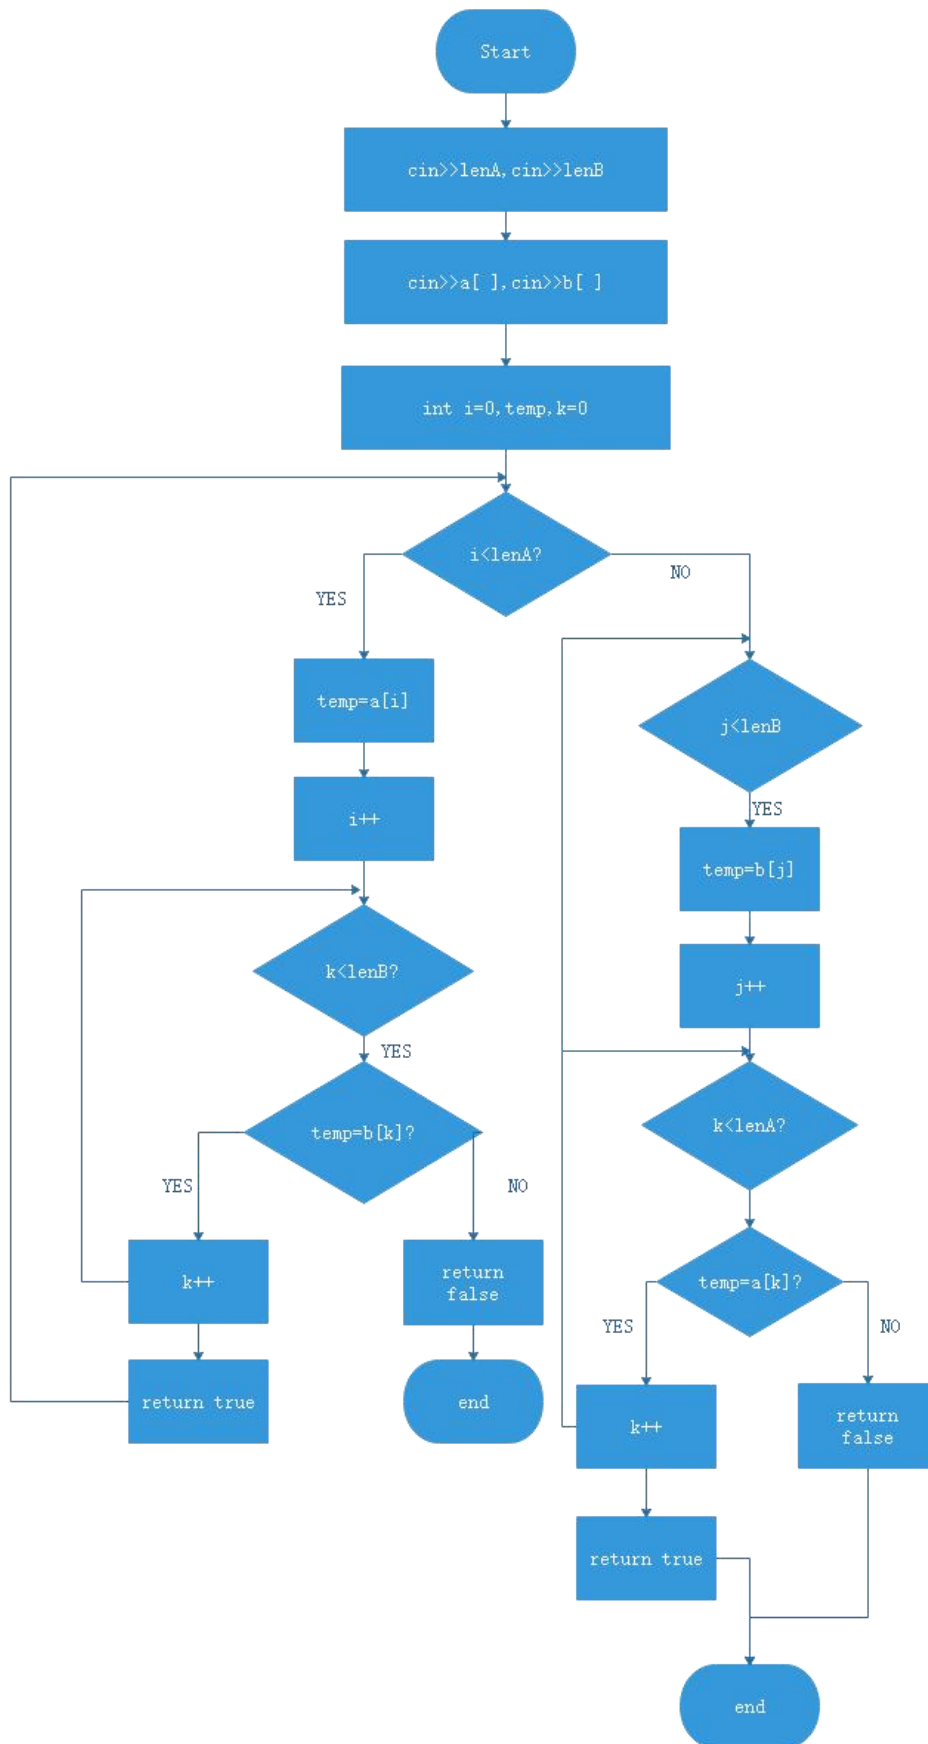 Start
cin>>lenA,cin>>lenB
cin>>a[ ],cin>>b[ ]
int i=0,temp,k=0
i<lenA?
YES
NO
temp=a[i]
i++
k<lenB?
YES
temp=b[k]?
YES
NO
k++
return
false
return true
end
j<lenB
YES
temp=b[j]
j++
k<lenA?
temp=a[k]?
YES
NO
k++
return
false
return true
end